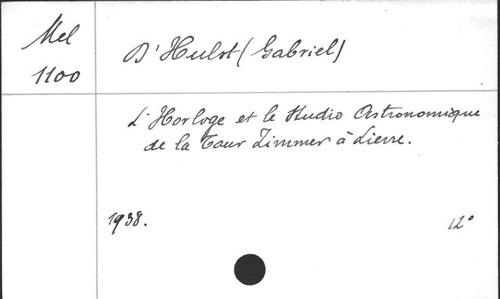 Mel
1100
D'Hulst (Gabriel)
L'Horloge et le Studio Astronomique
de la Tour Zimmer à Lierre.
1938.
12°